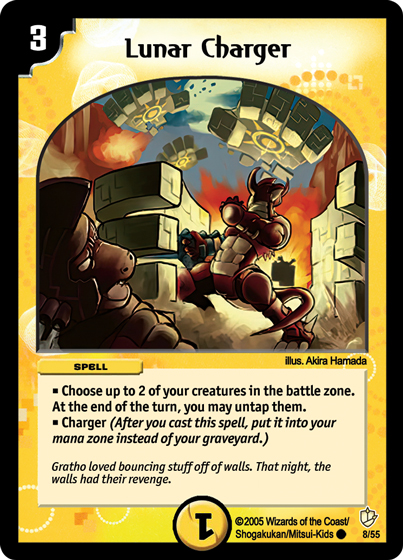 3
Lunar Charger
illus. Akira Hamada
SPELL
▪ Choose up to 2 of your creatures in the battle zone.
At the end of the turn, you may untap them.
▪ Charger (After you cast this spell, put it into your
mana zone instead of your graveyard.)
Gratho loved bouncing stuff off of walls. That night, the
walls had their revenge.
1
©2005 Wizards of the Coast/
Shogakukan/Mitsui-Kids
8/55